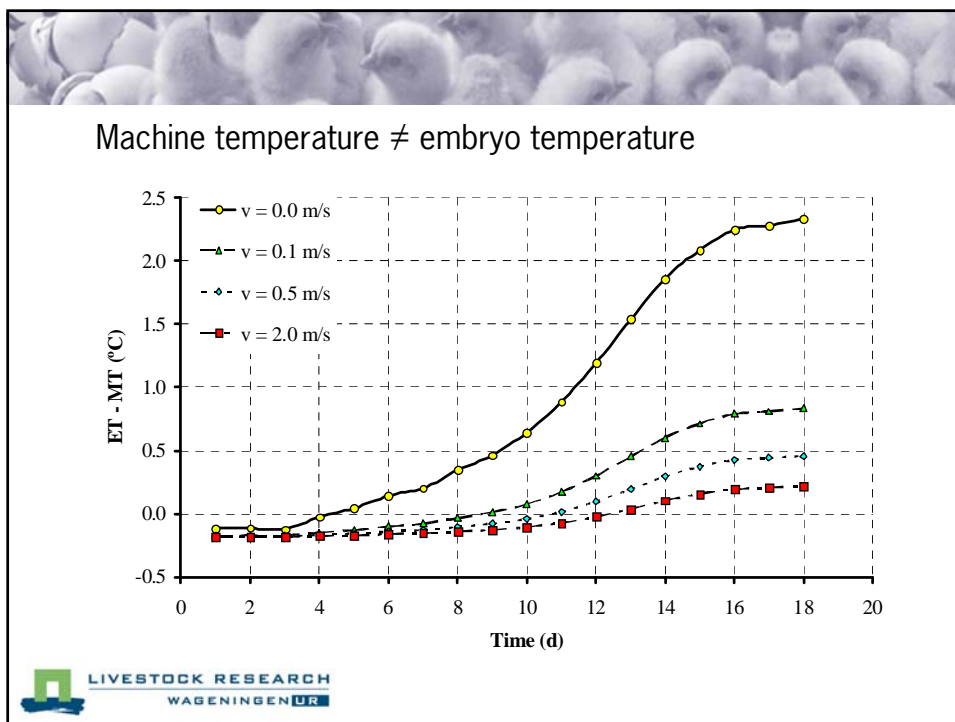 Machine temperature ≠ embryo temperature
2.5
2.0
1.5
1.0
0.5
0.0
-0.5
ET - MT (ºC)
v = 0.0 m/s
v = 0.1 m/s
v = 0.5 m/s
v = 2.0 m/s
0 2 4 6 8 10 12 14 16 18 20
Time (d)
LIVESTOCK RESEARCH
WAGENINGEN UR